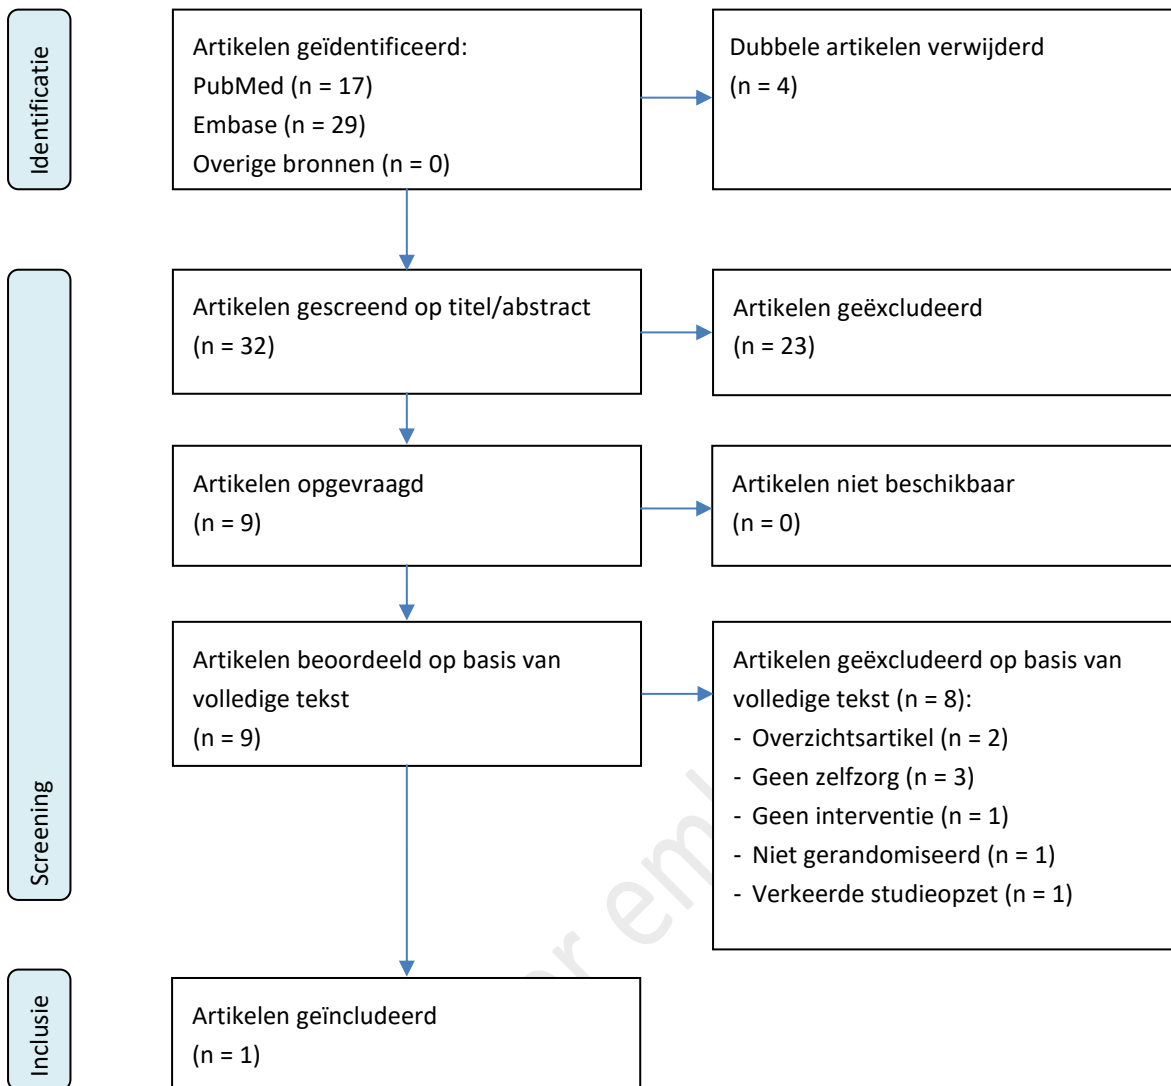 Identificatie
Artikelen geïdentificeerd:
PubMed (n = 17)
Embase (n = 29)
Overige bronnen (n = 0)
Dubbele artikelen verwijderd
(n = 4)
Screening
Artikelen gescreend op titel/abstract
(n = 32)
Artikelen geëxcludeerd
(n = 23)
Artikelen opgevraagd
(n = 9)
Artikelen niet beschikbaar
(n = 0)
Artikelen beoordeeld op basis van
volledige tekst
(n = 9)
Artikelen geëxcludeerd op basis van
volledige tekst (n = 8):
- Overzichtsartikel (n = 2)
- Geen zelfzorg (n = 3)
- Geen interventie (n = 1)
- Niet gerandomiseerd (n = 1)
- Verkeerde studieopzet (n = 1)
Inclusie
Artikelen geïncludeerd
(n = 1)